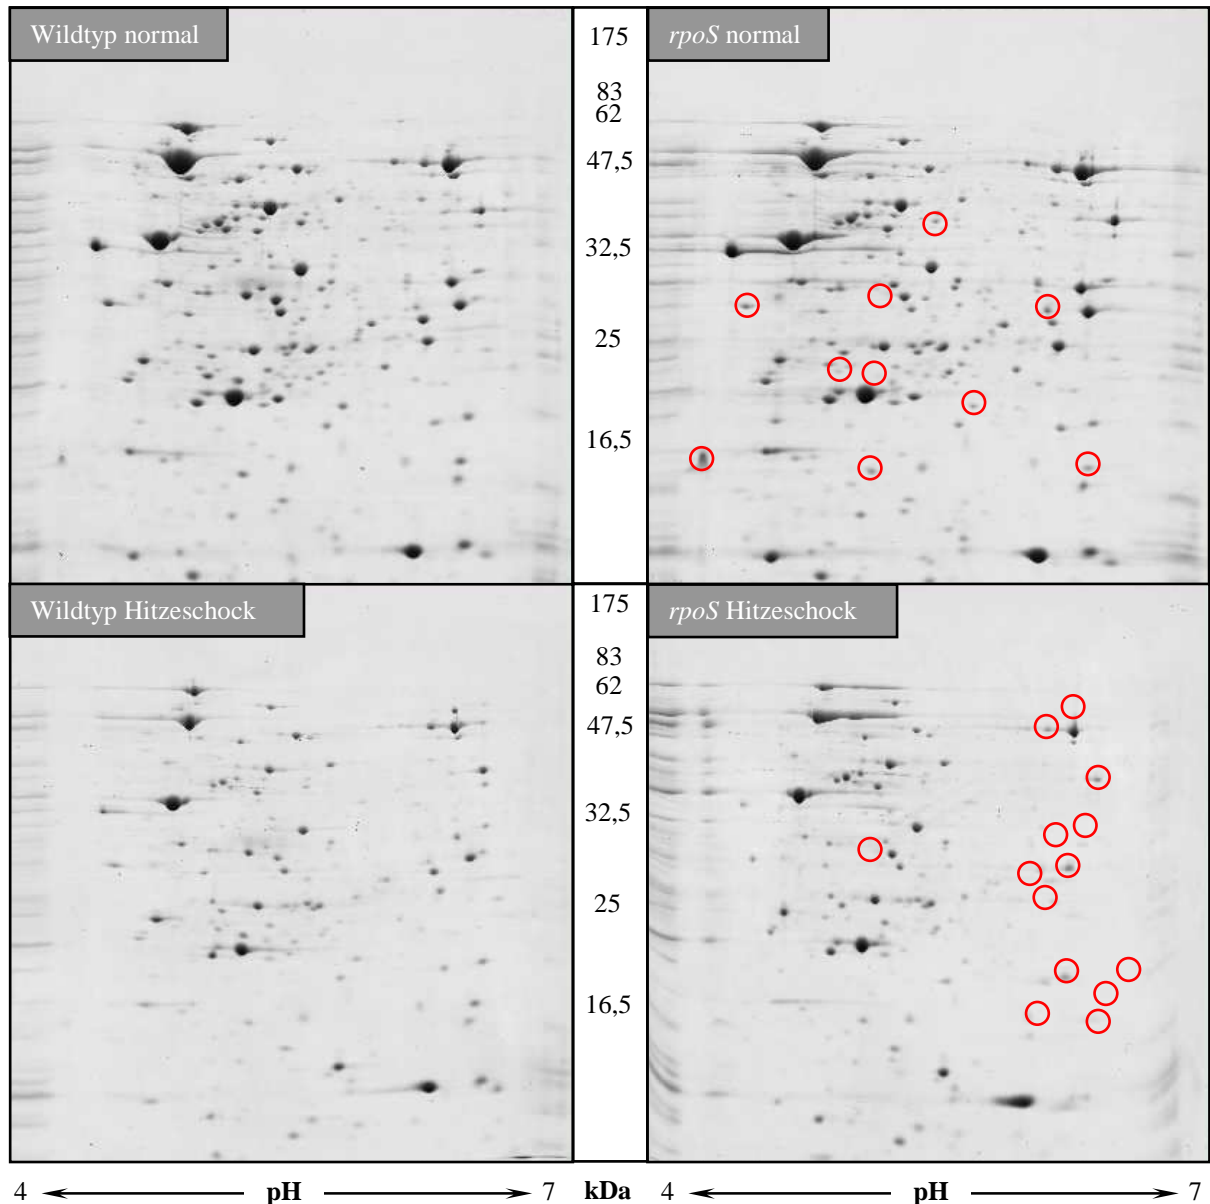 Wildtyp normal
175
rpoS normal
83
62
47,5
32,5
25
16,5
Wildtyp Hitzeschock
175
rpoS Hitzeschock
83
62
47,5
32,5
25
16,5
4 pH 7 kDa 4 pH 7